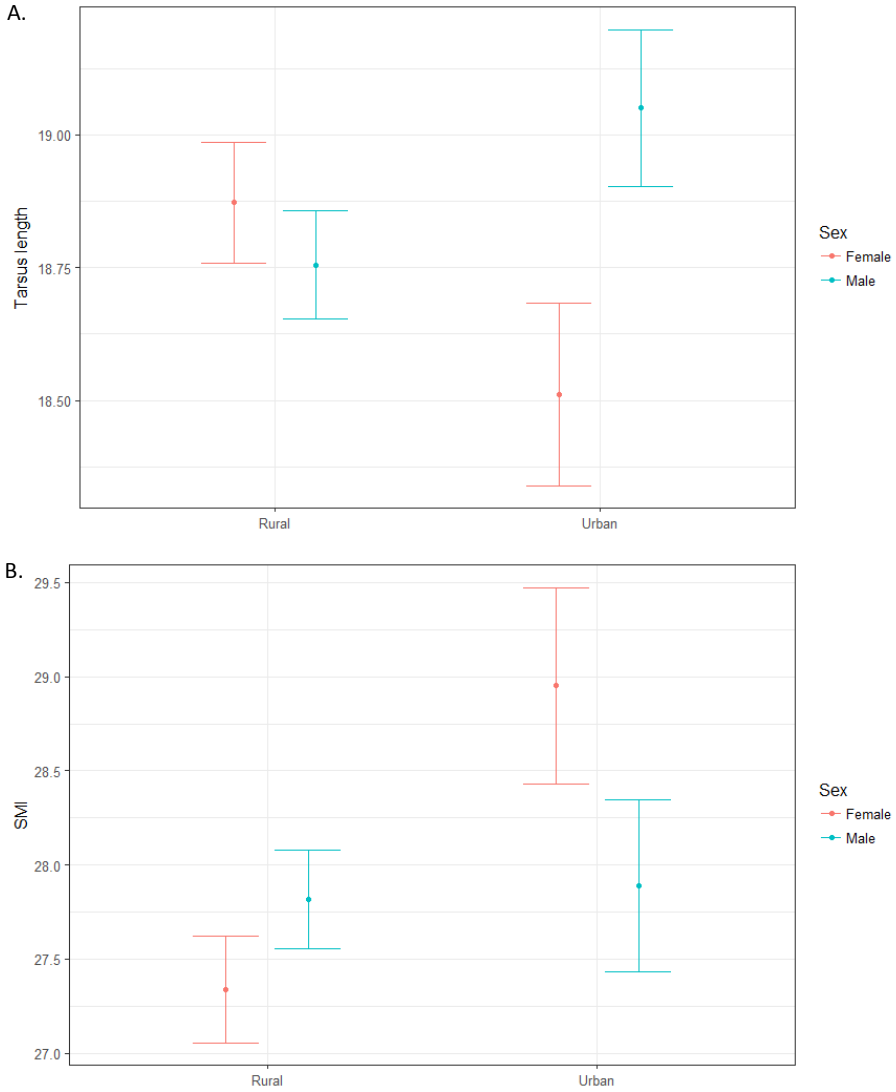 A.
19.00
18.75
18.50
Tarsus length
Rural
Urban
Sex
Female
Male
B.
29.5
29.0
28.5
28.0
27.5
27.0
SMI
Rural
Urban
Sex
Female
Male